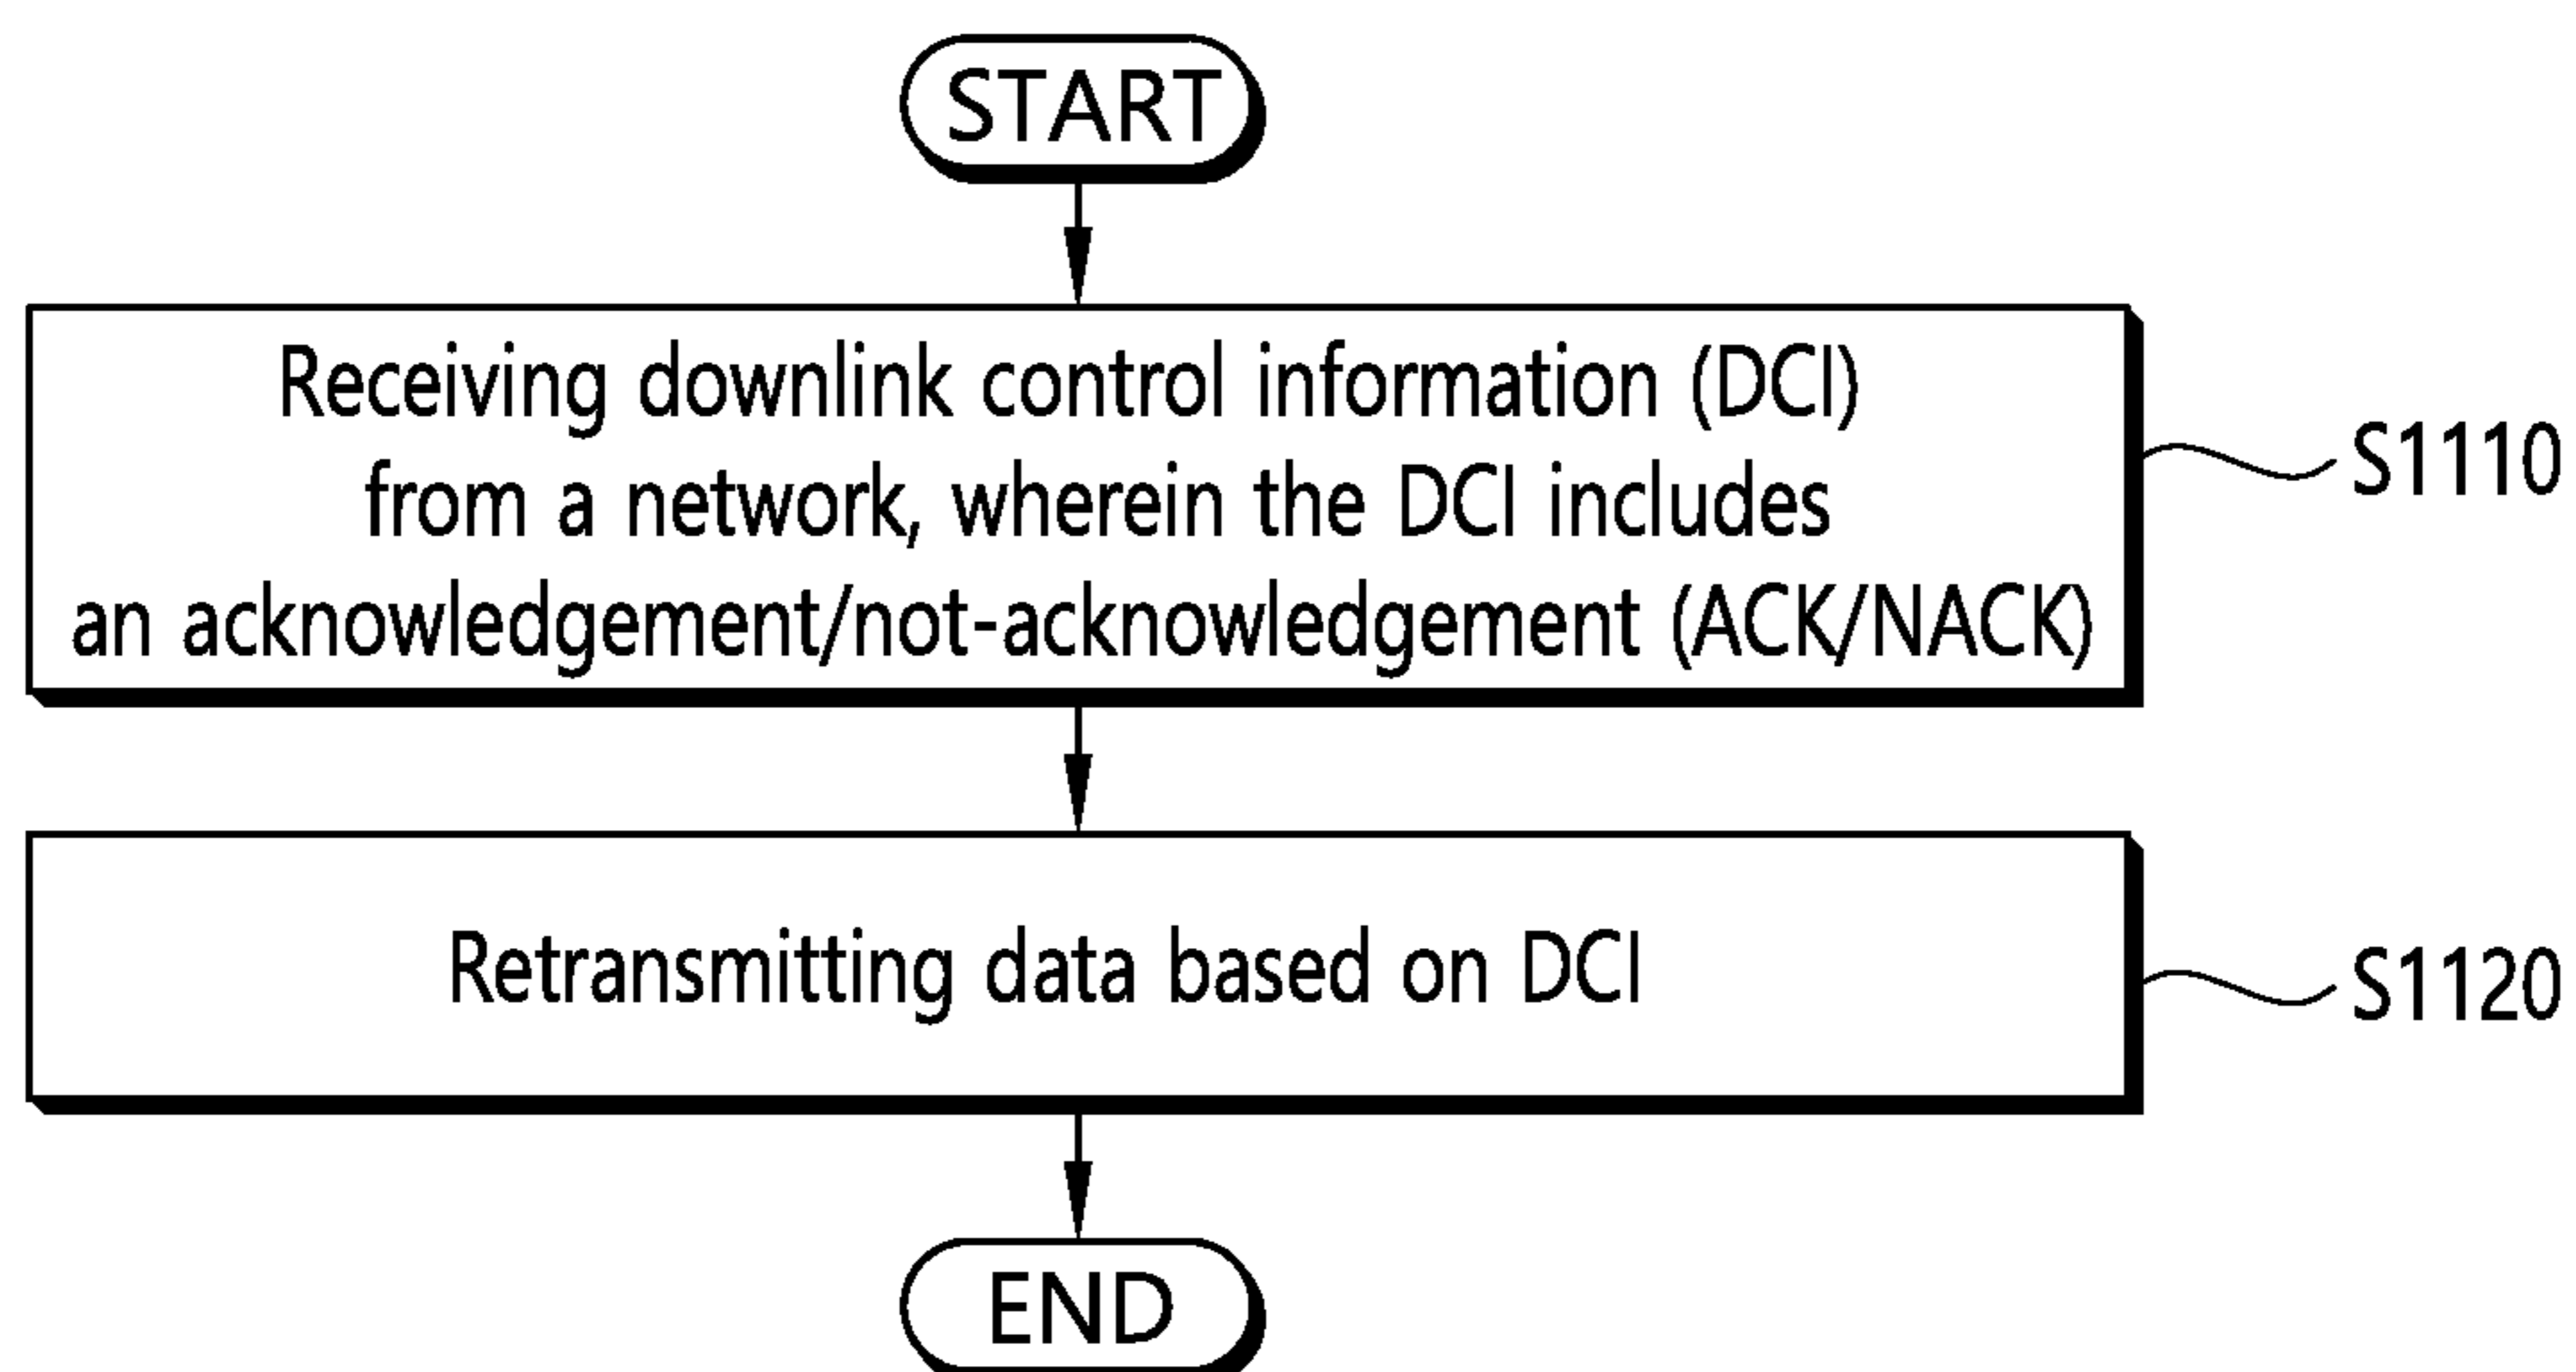 START
Receiving downlink control information (DCI)
from a network, wherein the DCI includes
an acknowledgement/not-acknowledgement (ACK/NACK)
S1110
Retransmitting data based on DCI
S1120
END